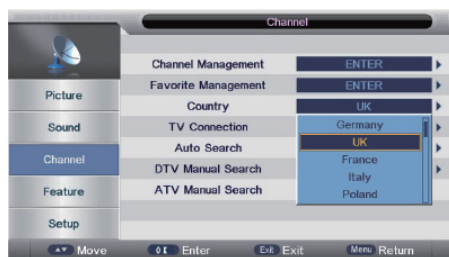 Channel
Channel Management ENTER
Favorite Management ENTER
Picture
Country UK
Sound
TV Connection Germany
UK
Auto Search
France
Channel
DTV Manual Search Italy
Feature
ATV Manual Search Poland
Setup
Move OK Enter Exit Exit Menu Return